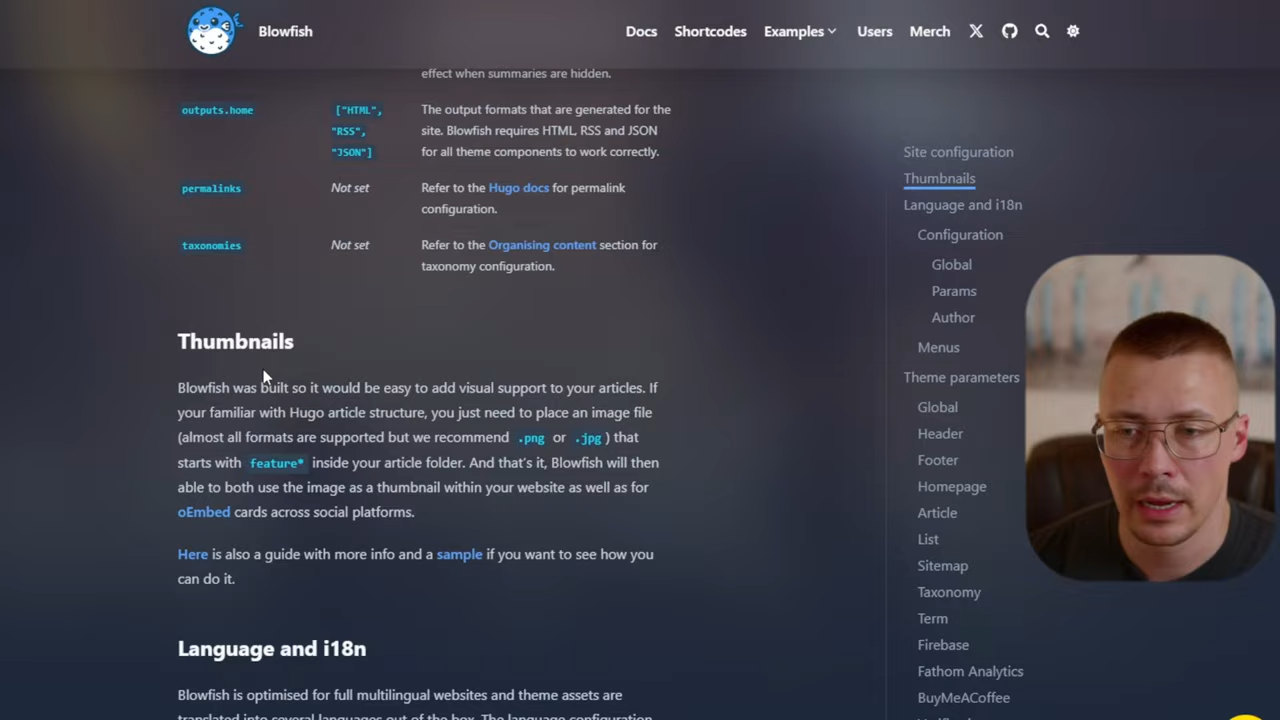 Blowfish
Docs
Shortcodes
Examples
Users
Merch
effect when summaries are hidden.
outputs.home
["HTML",
"RSS",
"JSON"]
The output formats that are generated for the
site. Blowfish requires HTML, RSS and JSON
for all theme components to work correctly.
permalinks
Not set
Refer to the Hugo docs for permalink
configuration.
taxonomies
Not set
Refer to the Organising content section for
taxonomy configuration.
Thumbnails
Blowfish was built so it would be easy to add visual support to your articles. If
your familiar with Hugo article structure, you just need to place an image file
(almost all formats are supported but we recommend .png or .jpg ) that
starts with feature* inside your article folder. And that's it, Blowfish will then
able to both use the image as a thumbnail within your website as well as for
oEmbed cards across social platforms.
Here is also a guide with more info and a sample if you want to see how you
can do it.
Language and i18n
Blowfish is optimised for full multilingual websites and theme assets are
translated into several languages out of the box. The language configuration
Site configuration
Thumbnails
Language and i18n
Configuration
Global
Params
Author
Menus
Theme parameters
Global
Header
Footer
Homepage
Article
List
Sitemap
Taxonomy
Term
Firebase
Fathom Analytics
BuyMeACoffee